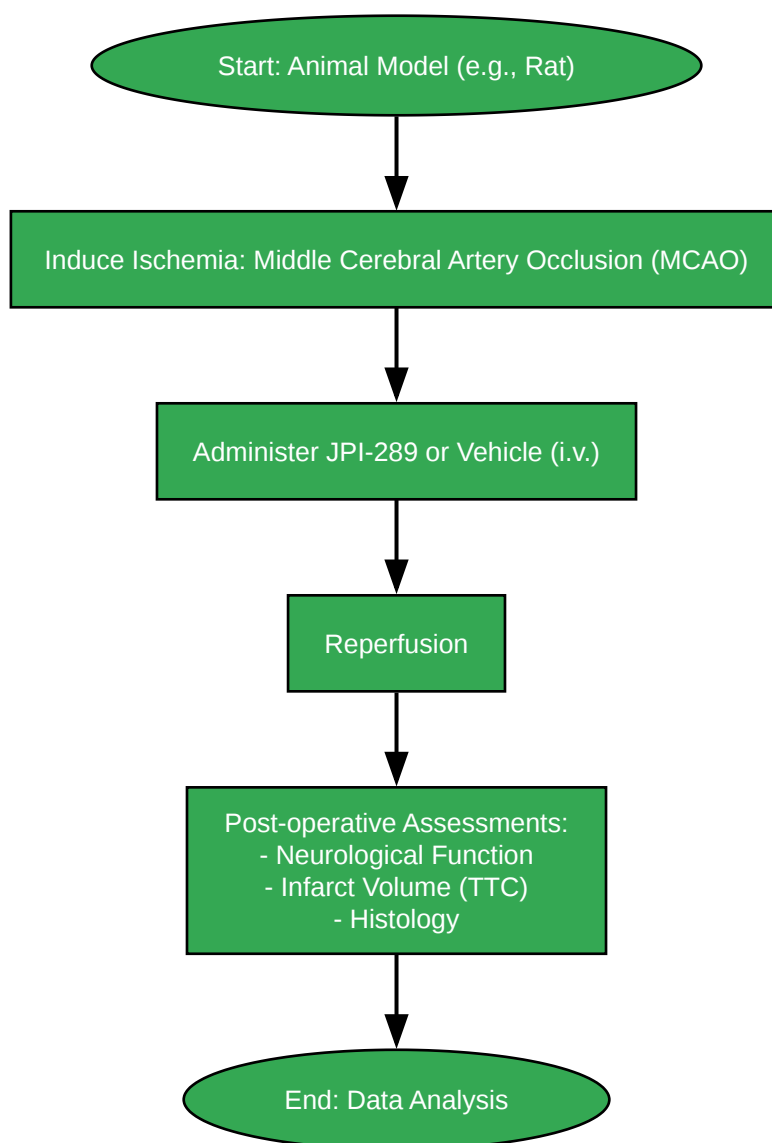 Start: Animal Model (e.g., Rat)
Induce Ischemia: Middle Cerebral Artery Occlusion (MCAO)
Administer JPI-289 or Vehicle (i.v.)
Reperfusion
Post-operative Assessments:
- Neurological Function
- Infarct Volume (TTC)
- Histology
End: Data Analysis